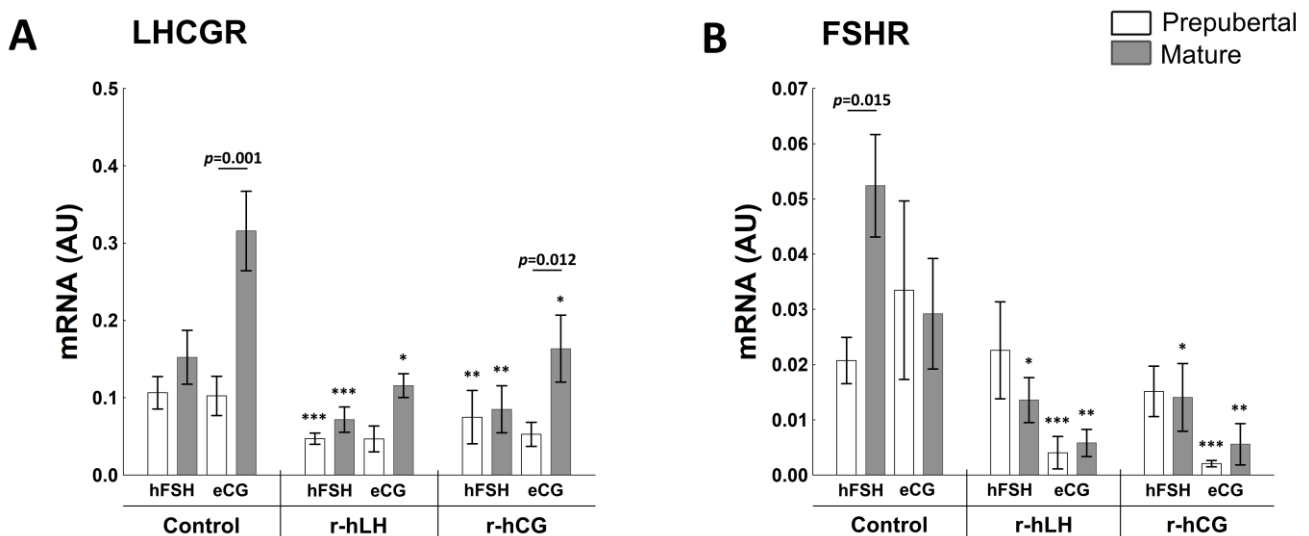 A LHCGR
mRNA (AU)
0.5
0.4
0.3
0.2
0.1
0.0
p=0.001
p=0.012
*** *** * ** ** *
hFSH eCG hFSH eCG hFSH eCG
Control r-hLH r-hCG
B FSHR
Prepubertal
Mature
mRNA (AU)
0.07
0.06
0.05
0.04
0.03
0.02
0.01
0.00
p=0.015
* *** ** * *** **
hFSH eCG hFSH eCG hFSH eCG
Control r-hLH r-hCG